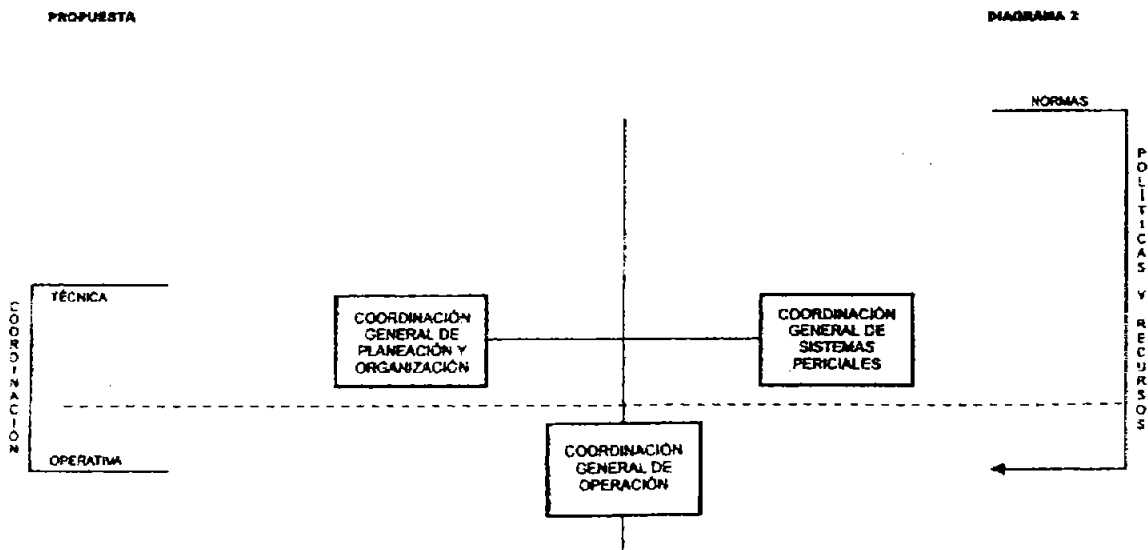 PROPUESTA
DIAGRAMA 2
NORMAS
POLÍTICAS Y RECURSOS
COORDINACIÓN
TÉCNICA
COORDINACIÓN
GENERAL DE
PLANEACIÓN Y
ORGANIZACIÓN
COORDINACIÓN
GENERAL DE
SISTEMAS
PERICIALES
OPERATIVA
COORDINACIÓN
GENERAL DE
OPERACIÓN